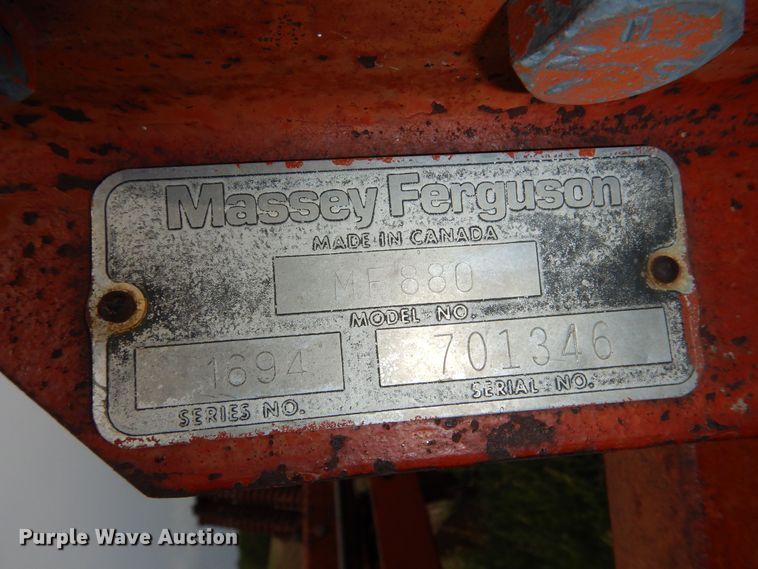 Massey Ferguson
MADE IN CANADA
MF 880
MODEL NO.
1694
SERIES NO.
701346
SERIAL NO.
Purple Wave Auction